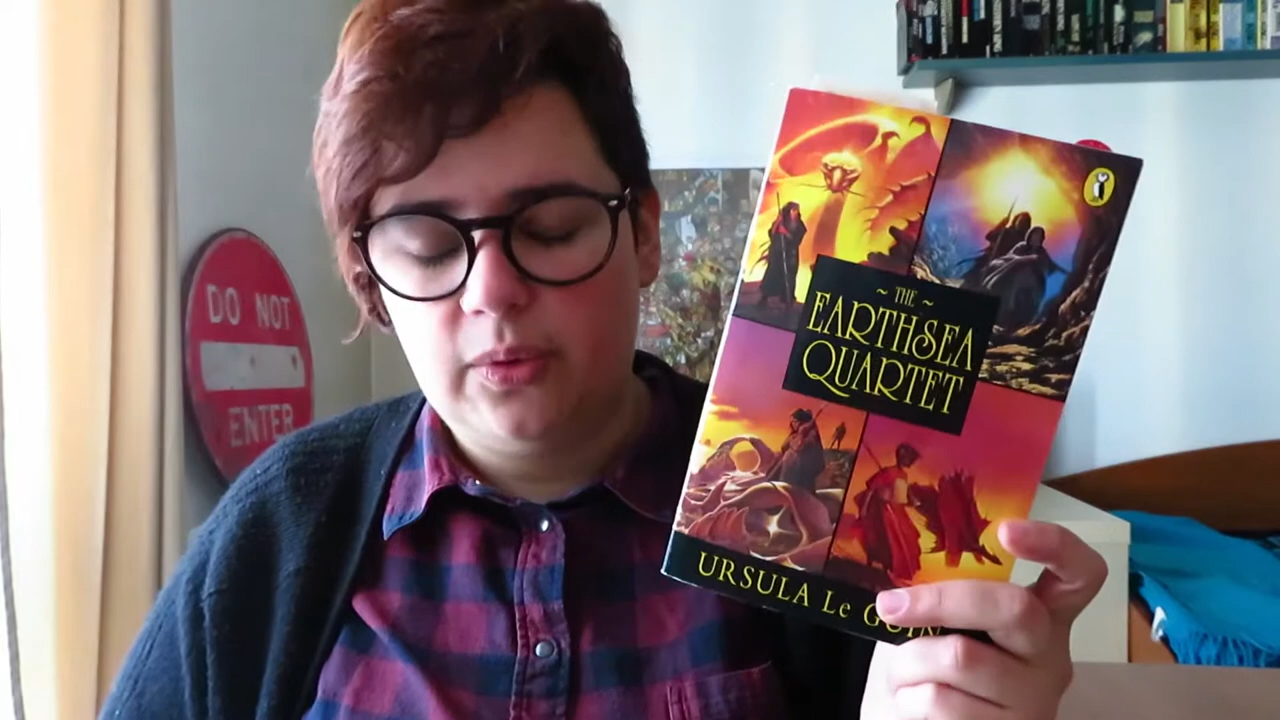 DO NOT
ENTER
~ THE ~
EARTHSEA
QUARTET
URSULA Le GUIN